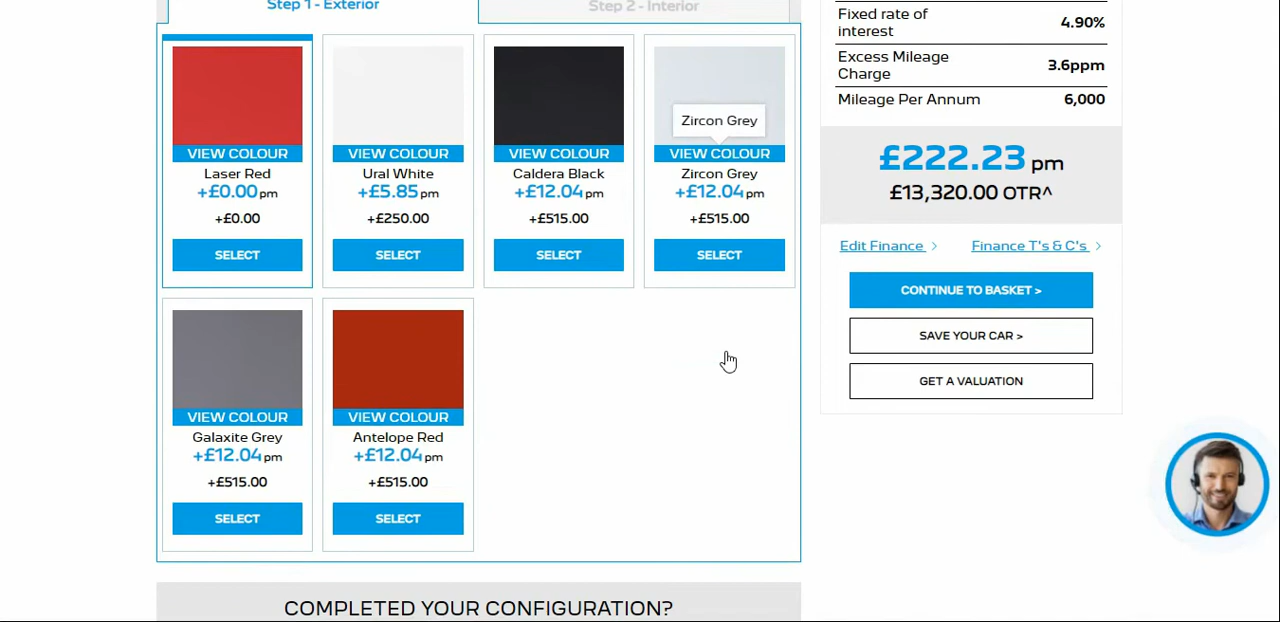 Step 1 - Exterior
Step 2 - Interior
Zircon Grey
VIEW COLOUR
Laser Red
+£0.00 pm
+£0.00
SELECT
VIEW COLOUR
Ural White
+£5.85 pm
+£250.00
SELECT
VIEW COLOUR
Caldera Black
+£12.04 pm
+£515.00
SELECT
VIEW COLOUR
Zircon Grey
+£12.04 pm
+£515.00
SELECT
VIEW COLOUR
Galaxite Grey
+£12.04 pm
+£515.00
SELECT
VIEW COLOUR
Antelope Red
+£12.04 pm
+£515.00
SELECT
COMPLETED YOUR CONFIGURATION?
Fixed rate of
interest
4.90%
Excess Mileage
Charge
3.6ppm
Mileage Per Annum 6,000
£222.23 pm
£13,320.00 OTR^
Edit Finance > Finance T's & C's >
CONTINUE TO BASKET >
SAVE YOUR CAR >
GET A VALUATION